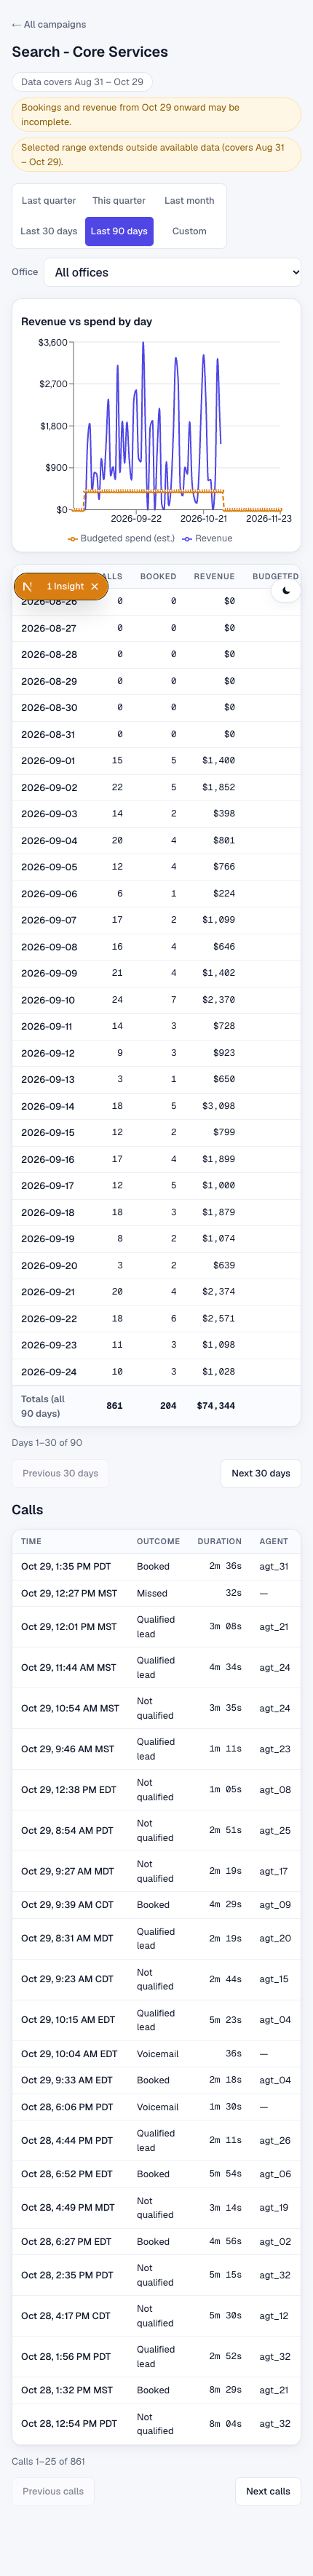 ← All campaigns
Search - Core Services
Data covers Aug 31 – Oct 29
Bookings and revenue from Oct 29 onward may be
incomplete.
Selected range extends outside available data (covers Aug 31
– Oct 29).
Last quarter This quarter Last month
Last 30 days Last 90 days Custom
Office All offices
Revenue vs spend by day
$3,600
$2,700
$1,800
$900
$0
2026-09-22 2026-10-21 2026-11-23
Budgeted spend (est.) Revenue
ALLS BOOKED REVENUE BUDGETED
N 1 Insight ×
2026-08-26 0 0 $0
2026-08-27 0 0 $0
2026-08-28 0 0 $0
2026-08-29 0 0 $0
2026-08-30 0 0 $0
2026-08-31 0 0 $0
2026-09-01 15 5 $1,400
2026-09-02 22 5 $1,852
2026-09-03 14 2 $398
2026-09-04 20 4 $801
2026-09-05 12 4 $766
2026-09-06 6 1 $224
2026-09-07 17 2 $1,099
2026-09-08 16 4 $646
2026-09-09 21 4 $1,402
2026-09-10 24 7 $2,370
2026-09-11 14 3 $728
2026-09-12 9 3 $923
2026-09-13 3 1 $650
2026-09-14 18 5 $3,098
2026-09-15 12 2 $799
2026-09-16 17 4 $1,899
2026-09-17 12 5 $1,000
2026-09-18 18 3 $1,879
2026-09-19 8 2 $1,074
2026-09-20 3 2 $639
2026-09-21 20 4 $2,374
2026-09-22 18 6 $2,571
2026-09-23 11 3 $1,098
2026-09-24 10 3 $1,028
Totals (all
90 days) 861 204 $74,344
Days 1–30 of 90
Previous 30 days Next 30 days
Calls
TIME OUTCOME DURATION AGENT
Oct 29, 1:35 PM PDT Booked 2m 36s agt_31
Oct 29, 12:27 PM MST Missed 32s —
Oct 29, 12:01 PM MST Qualified
lead 3m 08s agt_21
Oct 29, 11:44 AM MST Qualified
lead 4m 34s agt_24
Oct 29, 10:54 AM MST Not
qualified 3m 35s agt_24
Oct 29, 9:46 AM MST Qualified
lead 1m 11s agt_23
Oct 29, 12:38 PM EDT Not
qualified 1m 05s agt_08
Oct 29, 8:54 AM PDT Not
qualified 2m 51s agt_25
Oct 29, 9:27 AM MDT Not
qualified 2m 19s agt_17
Oct 29, 9:39 AM CDT Booked 4m 29s agt_09
Oct 29, 8:31 AM MDT Qualified
lead 2m 19s agt_20
Oct 29, 9:23 AM CDT Not
qualified 2m 44s agt_15
Oct 29, 10:15 AM EDT Qualified
lead 5m 23s agt_04
Oct 29, 10:04 AM EDT Voicemail 36s —
Oct 29, 9:33 AM EDT Booked 2m 18s agt_04
Oct 28, 6:06 PM PDT Voicemail 1m 30s —
Oct 28, 4:44 PM PDT Qualified
lead 2m 11s agt_26
Oct 28, 6:52 PM EDT Booked 5m 54s agt_06
Oct 28, 4:49 PM MDT Not
qualified 3m 14s agt_19
Oct 28, 6:27 PM EDT Booked 4m 56s agt_02
Oct 28, 2:35 PM PDT Not
qualified 5m 15s agt_32
Oct 28, 4:17 PM CDT Not
qualified 5m 30s agt_12
Oct 28, 1:56 PM PDT Qualified
lead 2m 52s agt_32
Oct 28, 1:32 PM MST Booked 8m 29s agt_21
Oct 28, 12:54 PM PDT Not
qualified 8m 04s agt_32
Calls 1–25 of 861
Previous calls Next calls